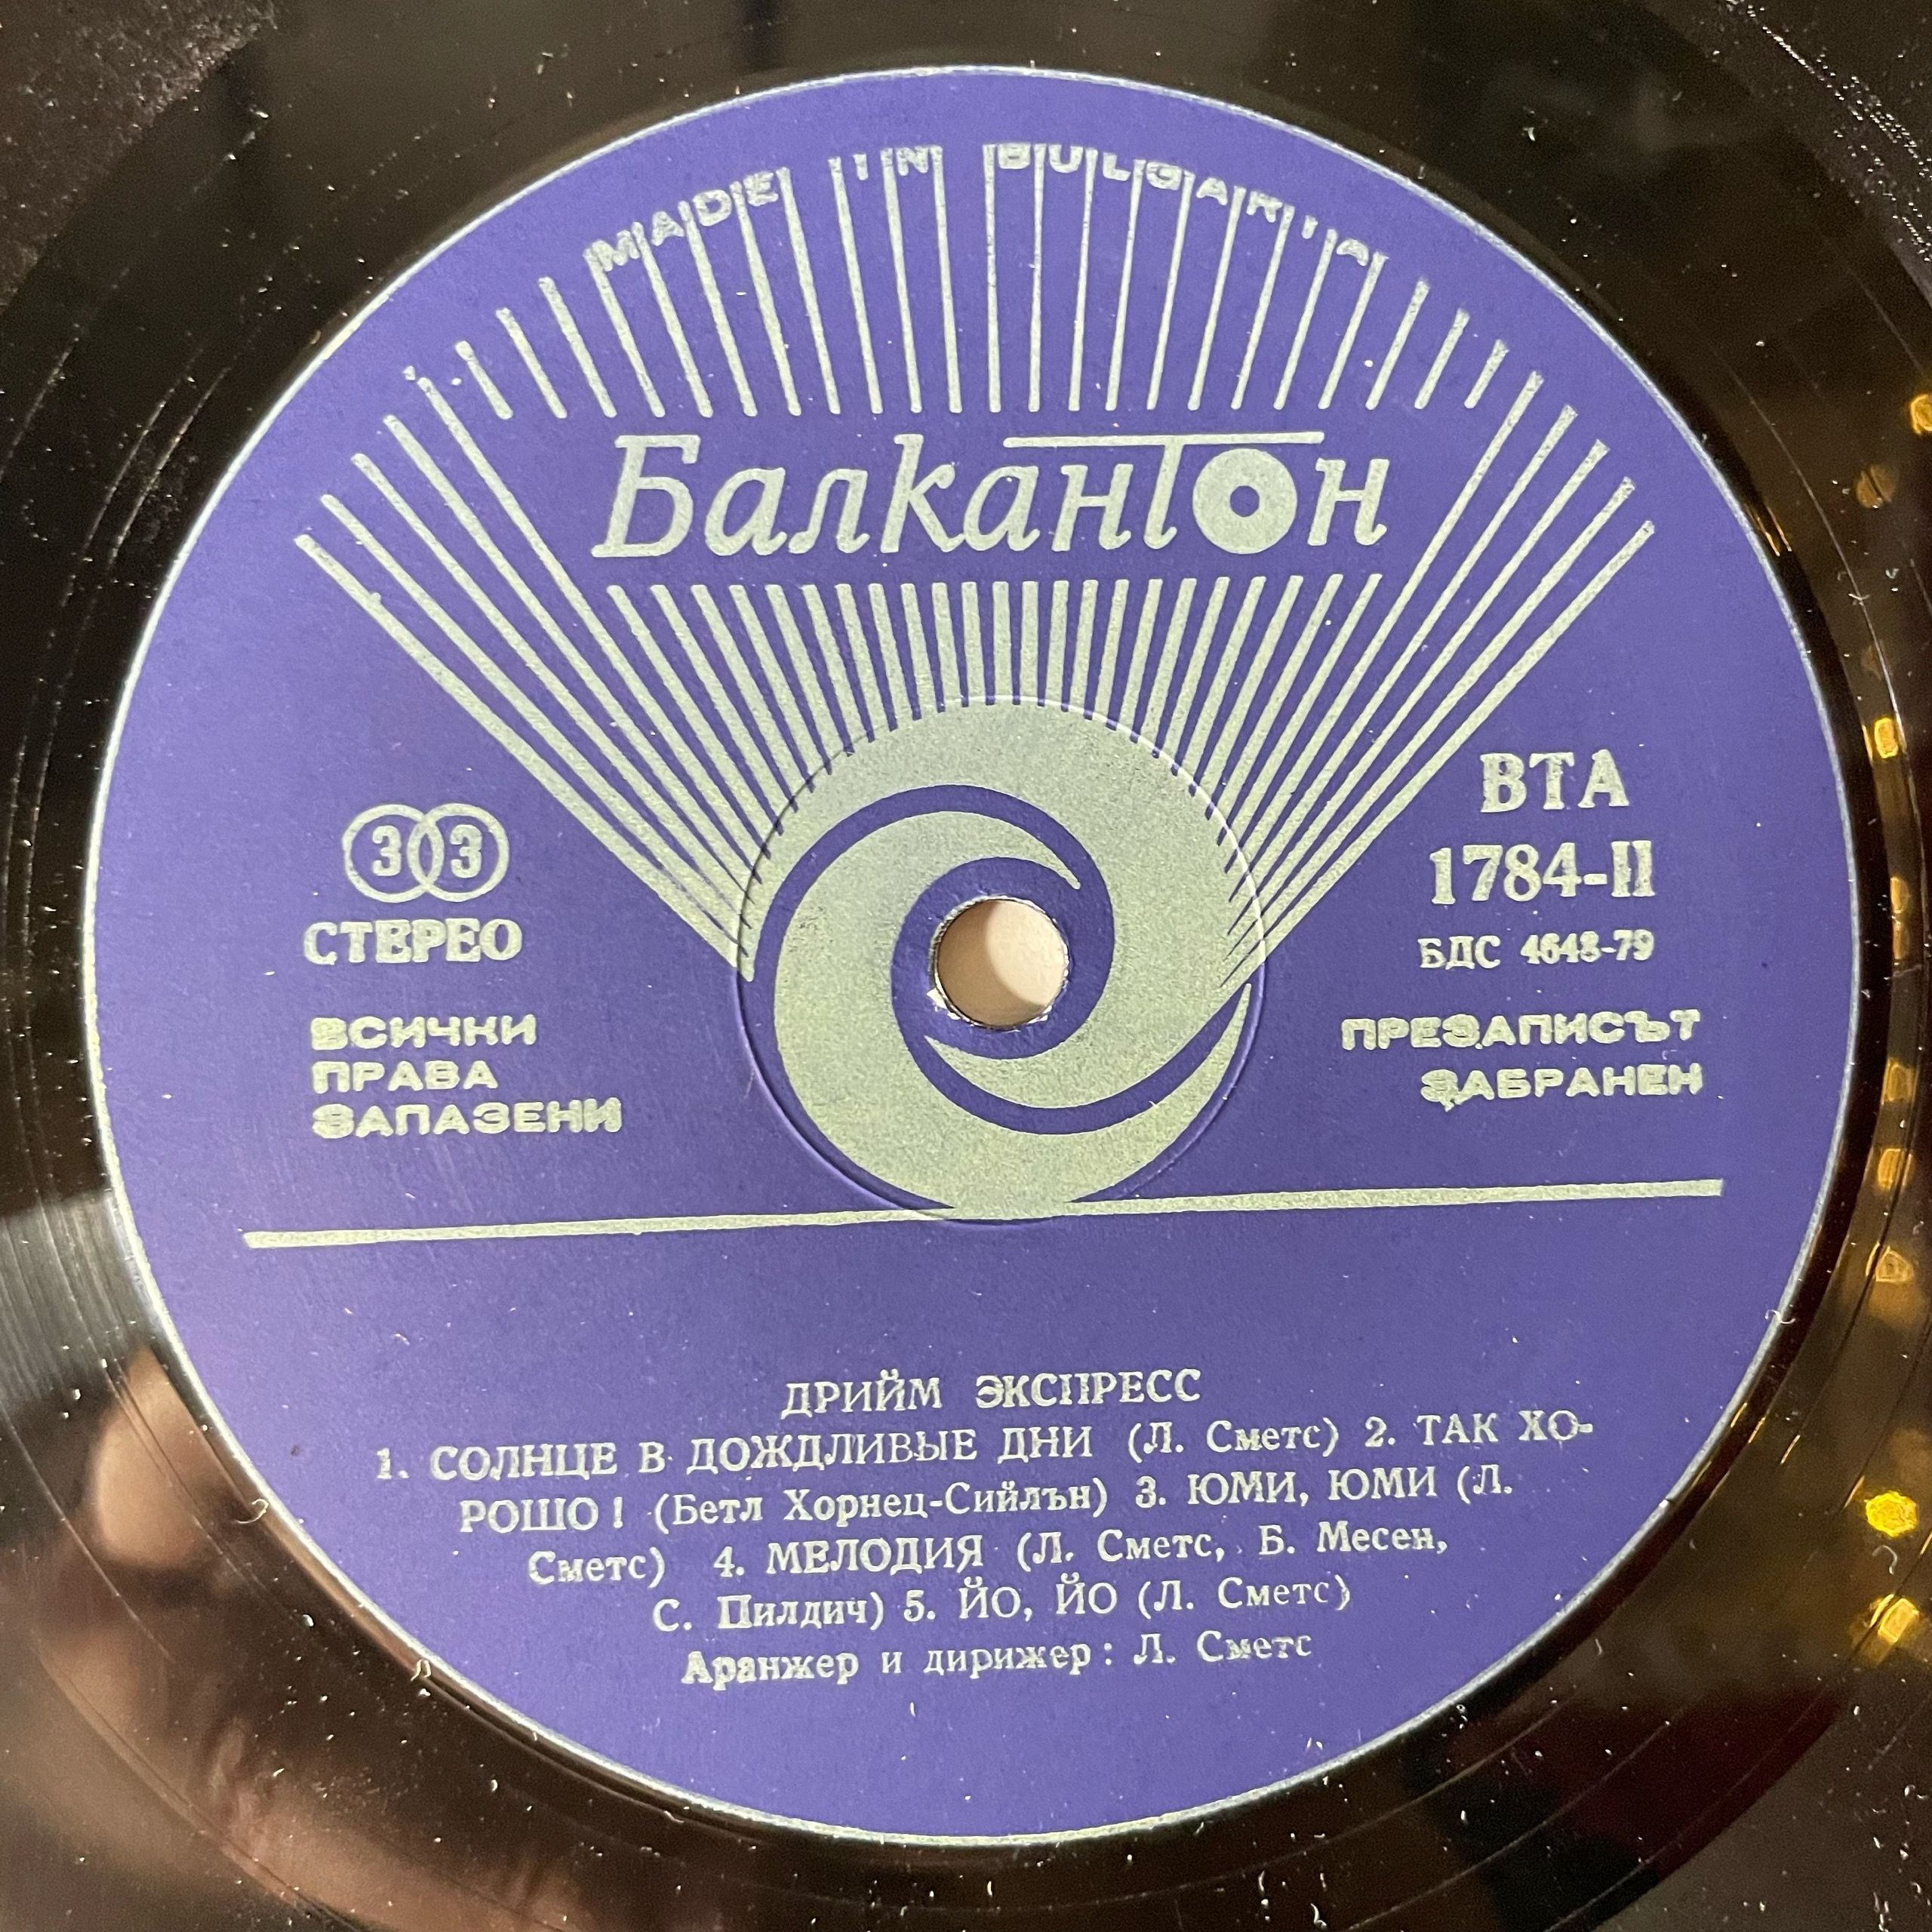 MADE IN BULGARIA
Балкантон
33
СТЕРЕО
ВСИЧКИ
ПРАВА
ЗАПАЗЕНИ
ВТА
1784-II
БДС 4648-79
ПРЕЗАПИСЪТ
ЗАБРАНЕН
ДРИЙМ ЭКСПРЕСС
1. СОЛНЦЕ В ДОЖДЛИВЫЕ ДНИ (Л. Сметс) 2. ТАК ХО-
РОШО! (Бетл Хорнец-Сийлън) 3. ЮМИ, ЮМИ (Л.
Сметс) 4. МЕЛОДИЯ (Л. Сметс, Б. Месен,
С. Пилдич) 5. ЙО, ЙО (Л. Сметс)
Аранжер и дирижер: Л. Сметс